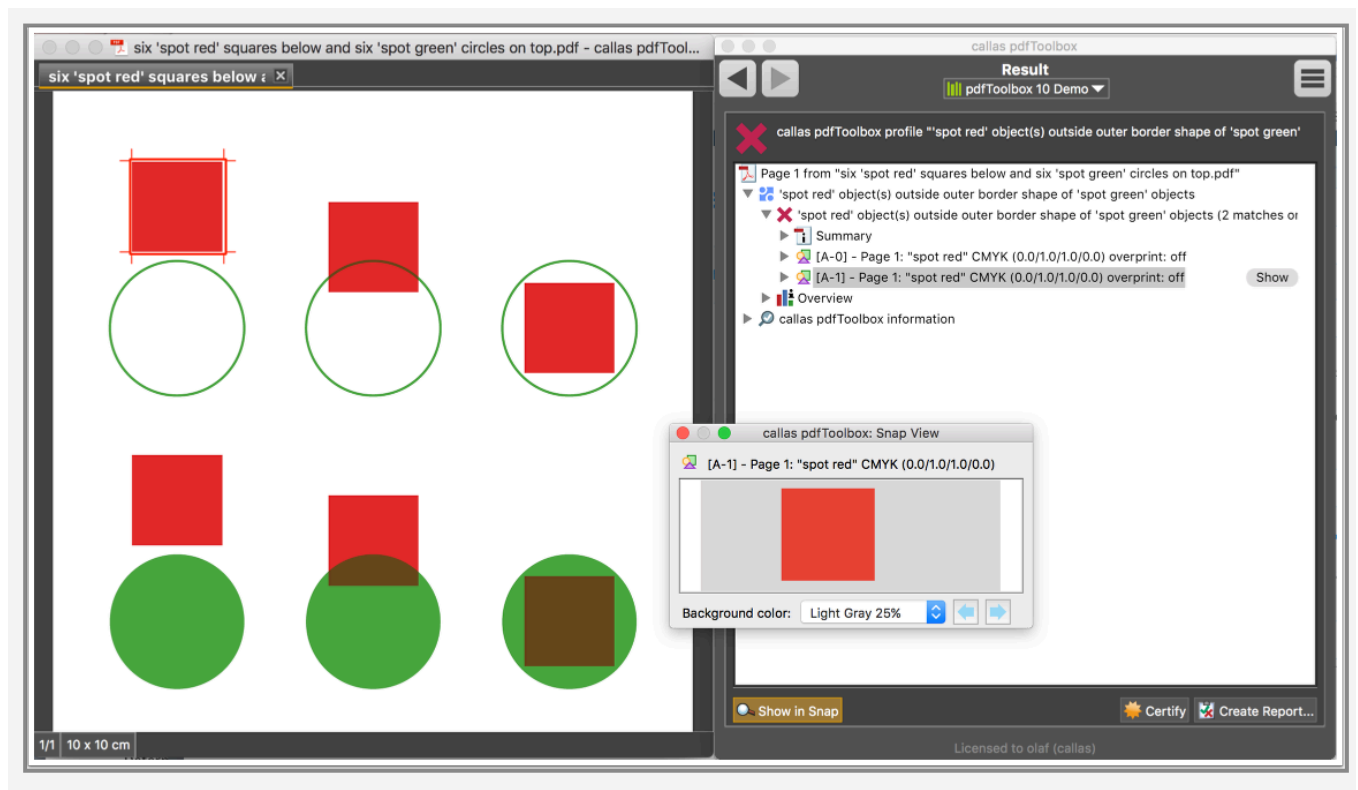 six 'spot red' squares below and six 'spot green' circles on top.pdf - callas pdfTool...
six 'spot red' squares below
1/1 10 x 10 cm
callas pdfToolbox
Result
pdfToolbox 10 Demo
callas pdfToolbox profile "'spot red' object(s) outside outer border shape of 'spot green'
Page 1 from "six 'spot red' squares below and six 'spot green' circles on top.pdf"
'spot red' object(s) outside outer border shape of 'spot green' objects
'spot red' object(s) outside outer border shape of 'spot green' objects (2 matches or
Summary
[A-0] - Page 1: "spot red" CMYK (0.0/1.0/1.0/0.0) overprint: off
[A-1] - Page 1: "spot red" CMYK (0.0/1.0/1.0/0.0) overprint: off Show
Overview
callas pdfToolbox information
callas pdfToolbox: Snap View
[A-1] - Page 1: "spot red" CMYK (0.0/1.0/1.0/0.0)
Background color: Light Gray 25%
Show in Snap Certify Create Report...
Licensed to olaf (callas)